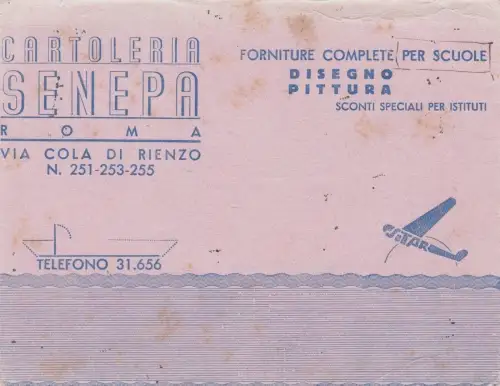 CARTOLERIA
SENEPA
ROMA
VIA COLA DI RIENZO
N. 251-253-255
TELEFONO 31.656
FORNITURE COMPLETE PER SCUOLE
DISEGNO
PITTURA
SCONTI SPECIALI PER ISTITUTI